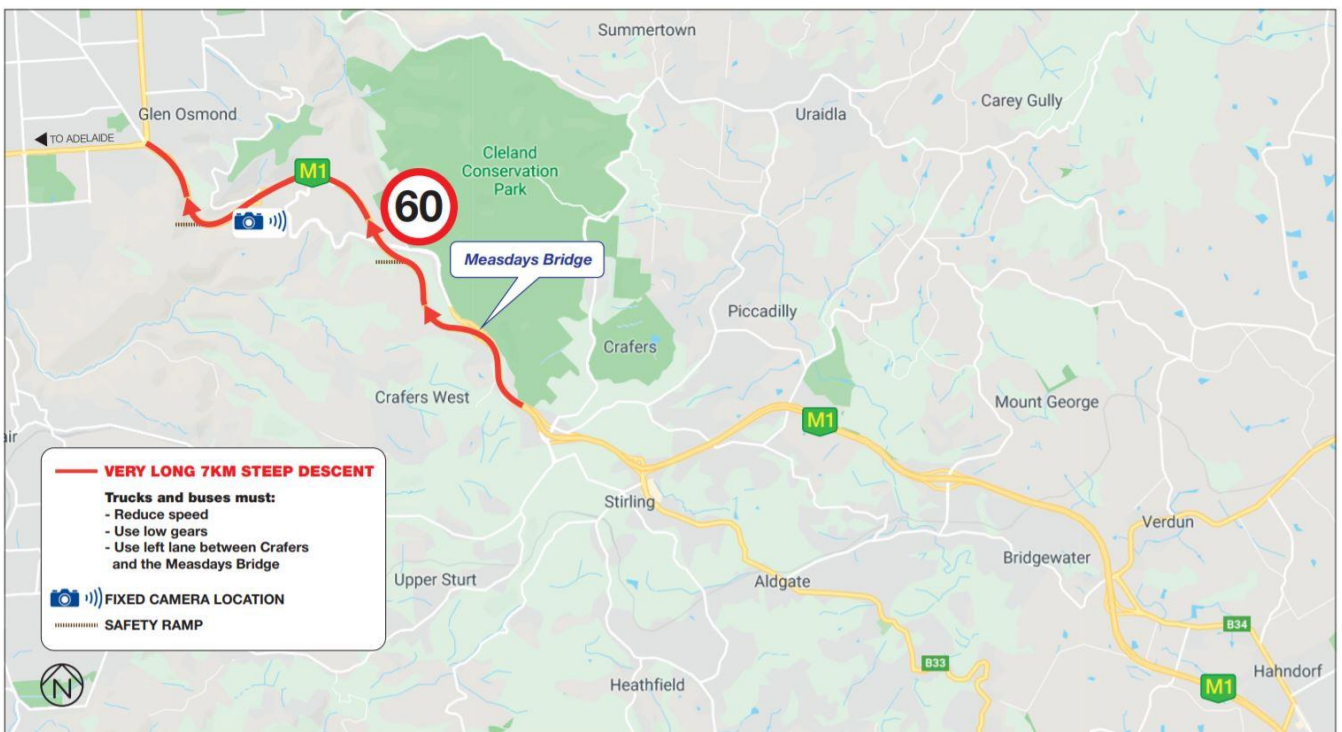 Summertown
Carey Gully
Uraidla
Glen Osmond
TO ADELAIDE
Cleland
Conservation
Park
M1
60
Measdays Bridge
Piccadilly
Crafers
Crafers West
Mount George
M1
air
VERY LONG 7KM STEEP DESCENT
Trucks and buses must:
- Reduce speed
- Use low gears
- Use left lane between Crafers
and the Measdays Bridge
FIXED CAMERA LOCATION
SAFETY RAMP
Stirling
Verdun
Bridgewater
Upper Sturt
Aldgate
B34
B33
Hahndorf
Heathfield
M1
N